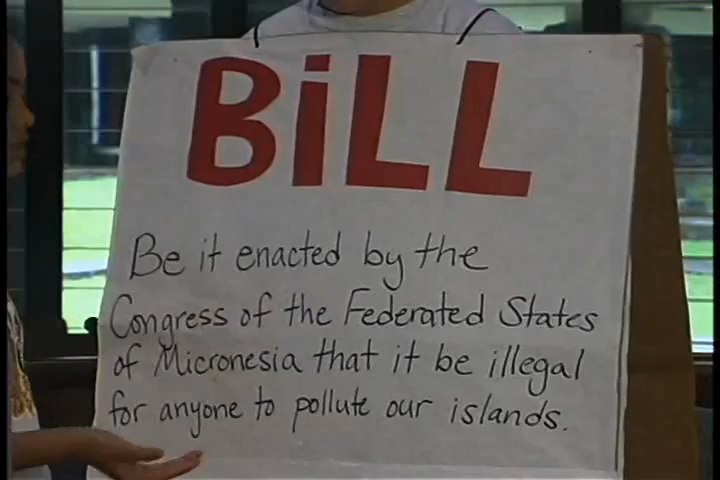 BiLL
Be it enacted by the
Congress of the Federated States
of Micronesia that it be illegal
for anyone to pollute our islands.